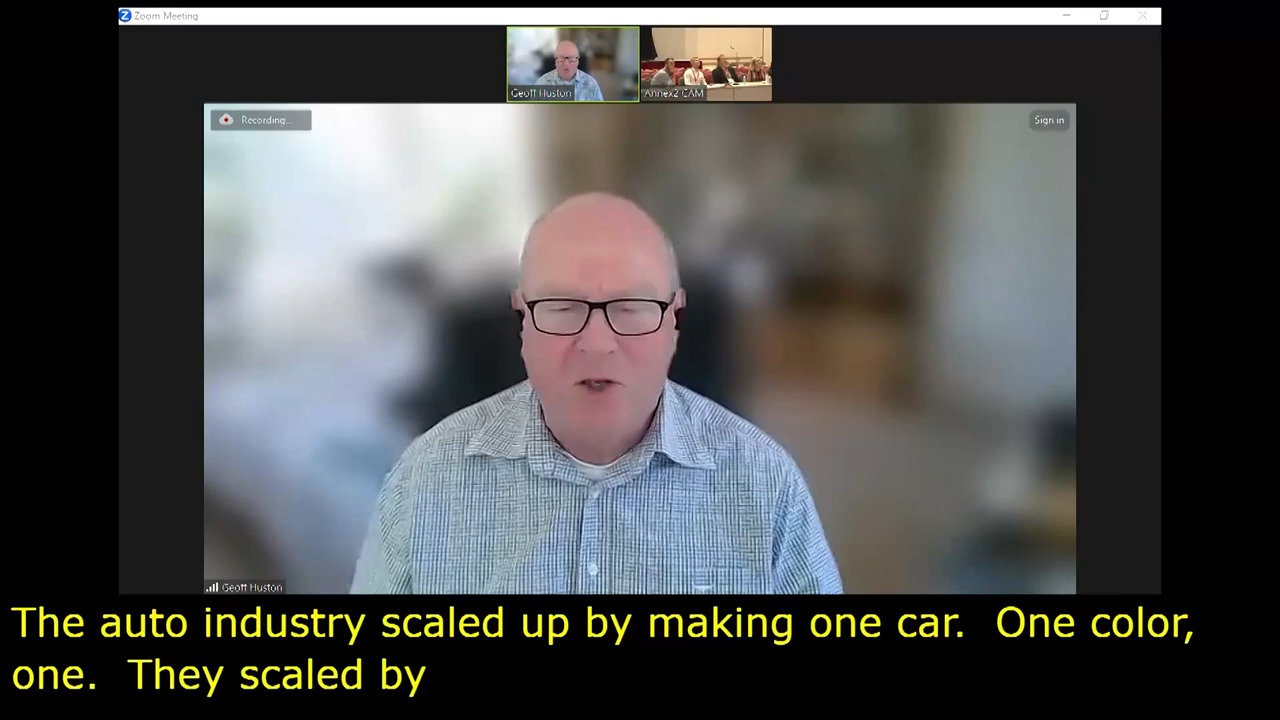 Zoom Meeting
Geoff Huston
Annex2 CAM
Recording...
Sign in
Geoff Huston
The auto industry scaled up by making one car.  One color,
one.  They scaled by